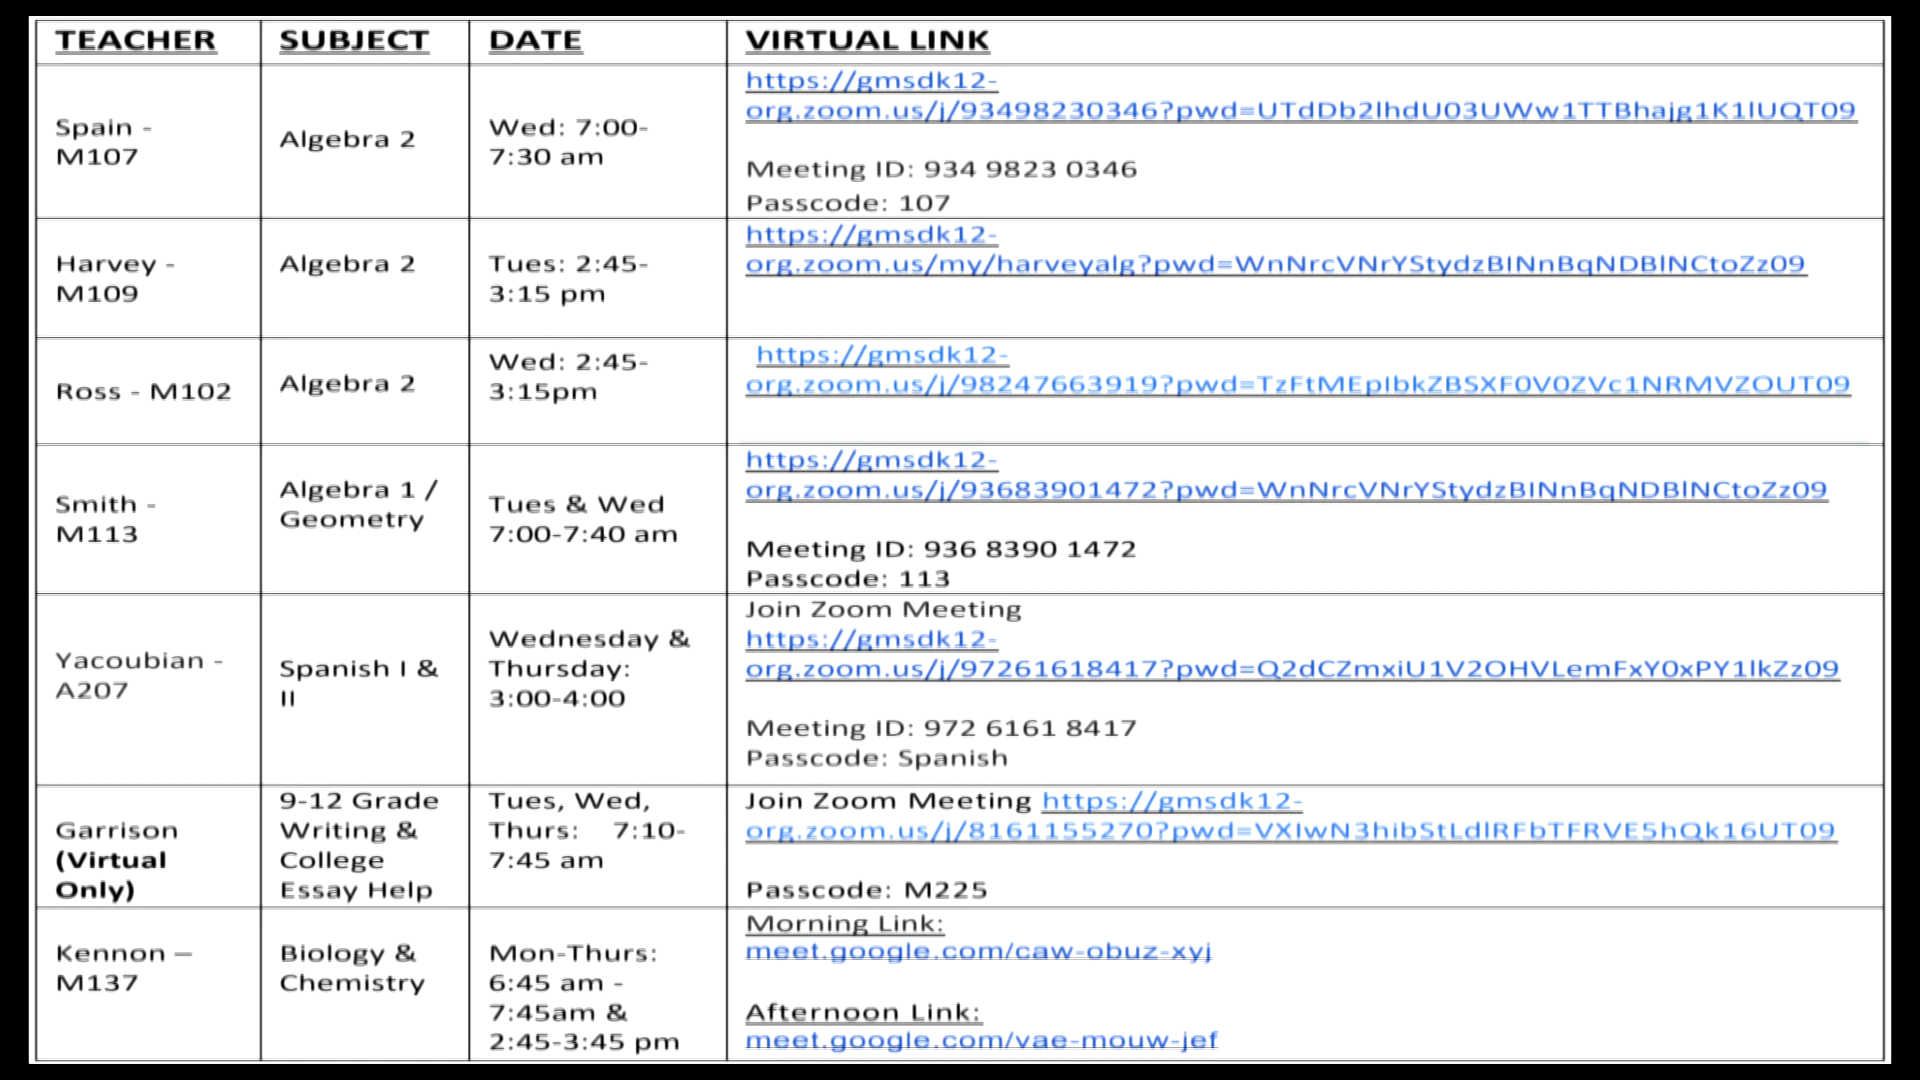 TEACHER SUBJECT DATE VIRTUAL LINK
Spain -
M107
Algebra 2
Wed: 7:00-
7:30 am
https://gmsdk12-
org.zoom.us/j/93498230346?pwd=UTdDb2lhdU03UWw1TTBhajg1K1lUQT09
Meeting ID: 934 9823 0346
Passcode: 107
Harvey -
M109
Algebra 2
Tues: 2:45-
3:15 pm
https://gmsdk12-
org.zoom.us/my/harveyalg?pwd=WnNrcVNrYStydzBINnBqNDBlNCtoZz09
Ross - M102
Algebra 2
Wed: 2:45-
3:15pm
https://gmsdk12-
org.zoom.us/j/98247663919?pwd=TzFtMEpIbkZBSXF0V0ZVc1NRMVZOUT09
Smith -
M113
Algebra 1 /
Geometry
Tues & Wed
7:00-7:40 am
https://gmsdk12-
org.zoom.us/j/93683901472?pwd=WnNrcVNrYStydzBINnBqNDBlNCtoZz09
Meeting ID: 936 8390 1472
Passcode: 113
Yacoubian -
A207
Spanish I &
II
Wednesday &
Thursday:
3:00-4:00
Join Zoom Meeting
https://gmsdk12-
org.zoom.us/j/97261618417?pwd=Q2dCZmxiU1V2OHVLemFxY0xPY1lkZz09
Meeting ID: 972 6161 8417
Passcode: Spanish
Garrison
(Virtual
Only)
9-12 Grade
Writing &
College
Essay Help
Tues, Wed,
Thurs: 7:10-
7:45 am
Join Zoom Meeting https://gmsdk12-
org.zoom.us/j/8161155270?pwd=VXIwN3hibStLdlRFbTFRVE5hQk16UT09
Passcode: M225
Kennon –
M137
Biology &
Chemistry
Mon-Thurs:
6:45 am -
7:45am &
2:45-3:45 pm
Morning Link:
meet.google.com/caw-obuz-xyj
Afternoon Link:
meet.google.com/vae-mouw-jef